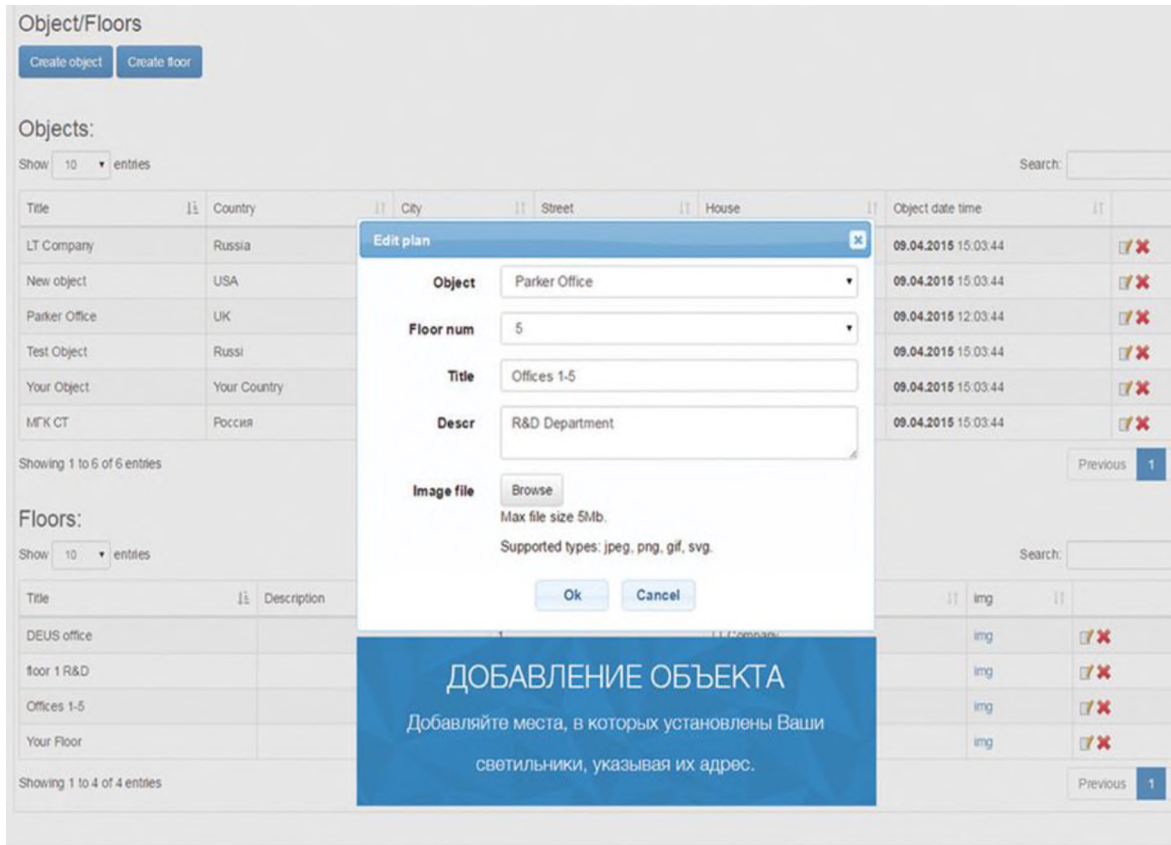 Object/Floors
Create object Create floor
Objects:
Show 10 entries Search:
Title Country City Street House Object date time
LT Company Russia 09.04.2015 15:03:44
New object USA 09.04.2015 15:03:44
Parker Office UK 09.04.2015 12:03:44
Test Object Russi 09.04.2015 15:03:44
Your Object Your Country 09.04.2015 15:03:44
МГК СТ Россия 09.04.2015 15:03:44
Showing 1 to 6 of 6 entries Previous 1
Edit plan
Object Parker Office
Floor num 5
Title Offices 1-5
Descr R&D Department
Image file Browse
Max file size 5Mb.
Supported types: jpeg, png, gif, svg.
Ok Cancel
Floors:
Show 10 entries Search:
Title Description img
DEUS office 1 LT Company img
floor 1 R&D img
Offices 1-5 img
Your Floor img
Showing 1 to 4 of 4 entries Previous 1
ДОБАВЛЕНИЕ ОБЪЕКТА
Добавляйте места, в которых установлены Ваши
светильники, указывая их адрес.